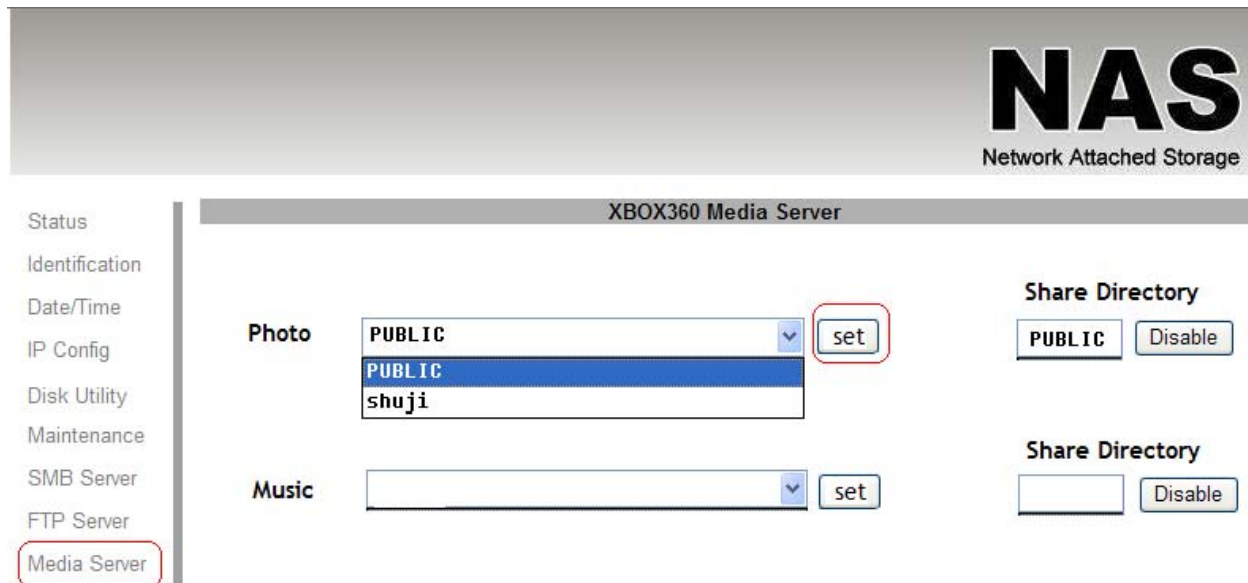 NAS
Network Attached Storage
XBOX360 Media Server
Status
Identification
Date/Time
IP Config
Disk Utility
Maintenance
SMB Server
FTP Server
Media Server
Share Directory
Photo PUBLIC set PUBLIC Disable
PUBLIC
shuji
Share Directory
Music set Disable